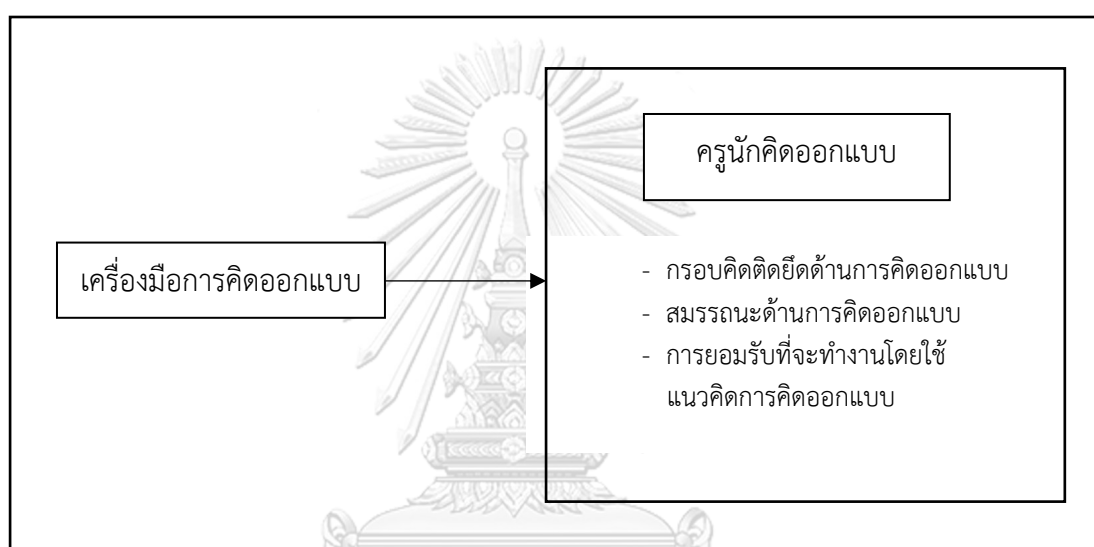 ครูนักคิดออกแบบ
เครื่องมือการคิดออกแบบ
- กรอบคิดติดยึดด้านการคิดออกแบบ
- สมรรถนะด้านการคิดออกแบบ
- การยอมรับที่จะทำงานโดยใช้
แนวคิดการคิดออกแบบ